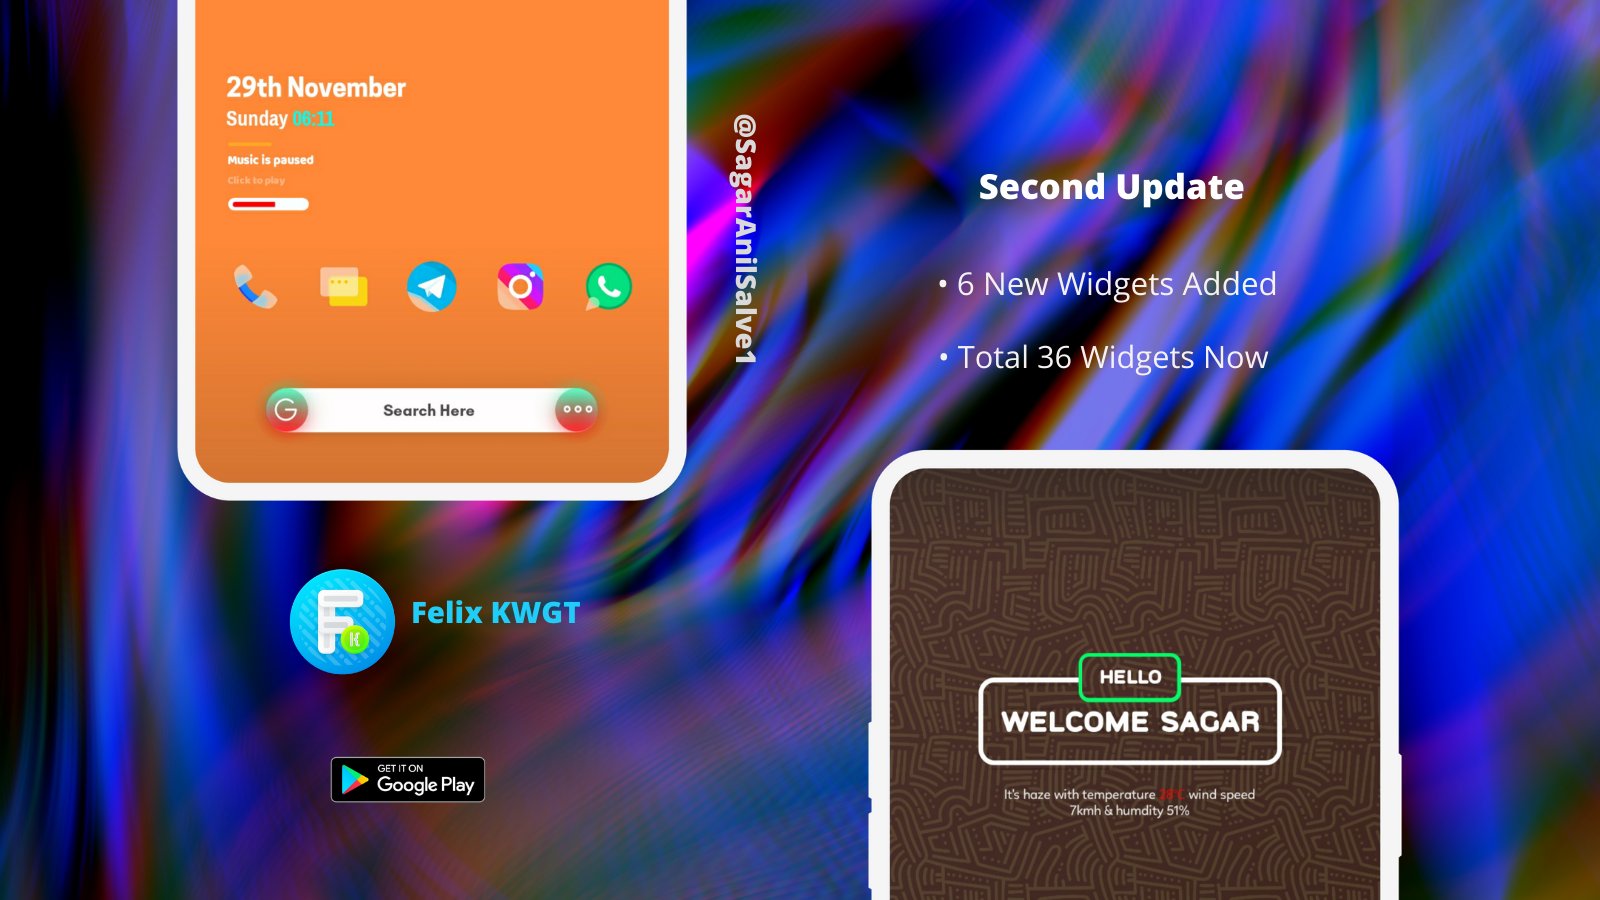 29th November
Sunday 06:11
Music is paused
Click to play
G
Search Here
@SagarAnilSalve1
Second Update
• 6 New Widgets Added
• Total 36 Widgets Now
F
K
Felix KWGT
GET IT ON
Google Play
HELLO
WELCOME SAGAR
It's haze with temperature 28°C wind speed
7kmh & humdity 51%